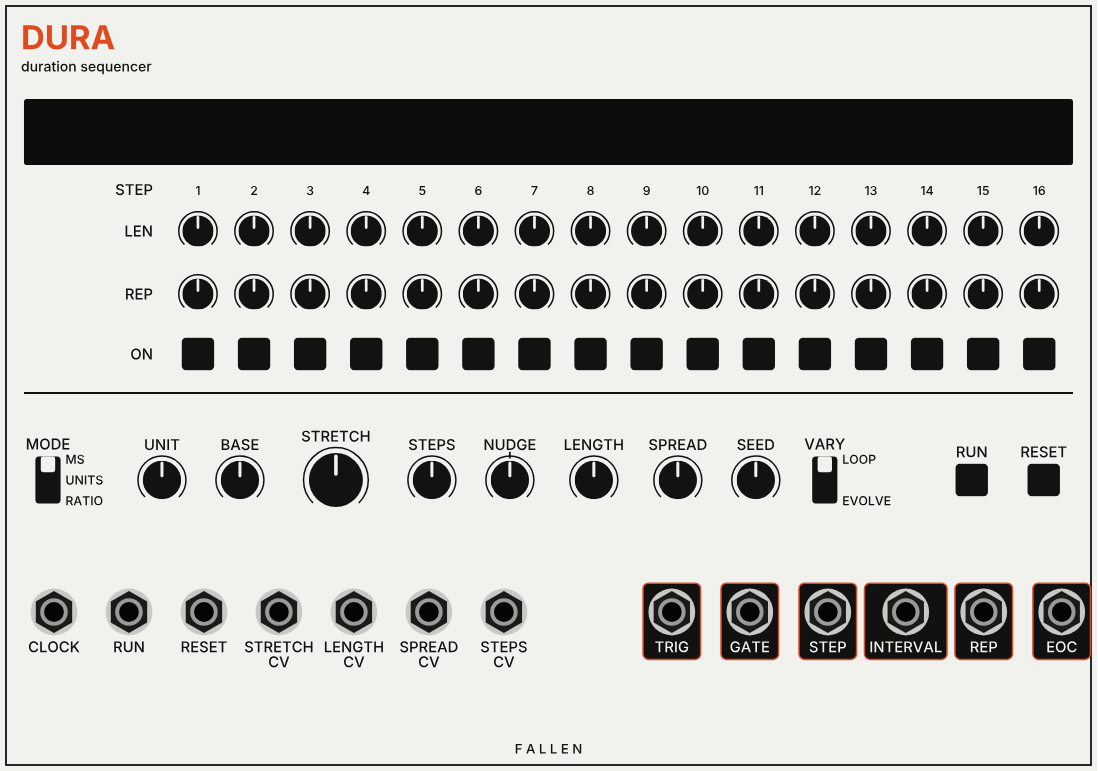 DURA
duration sequencer
STEP 1 2 3 4 5 6 7 8 9 10 11 12 13 14 15 16
LEN
REP
ON
MODE
MS
UNITS
RATIO
UNIT
BASE
STRETCH
STEPS
NUDGE
LENGTH
SPREAD
SEED
VARY
LOOP
EVOLVE
RUN
RESET
CLOCK
RUN
RESET
STRETCH
CV
LENGTH
CV
SPREAD
CV
STEPS
CV
TRIG
GATE
STEP
INTERVAL
REP
EOC
FALLEN